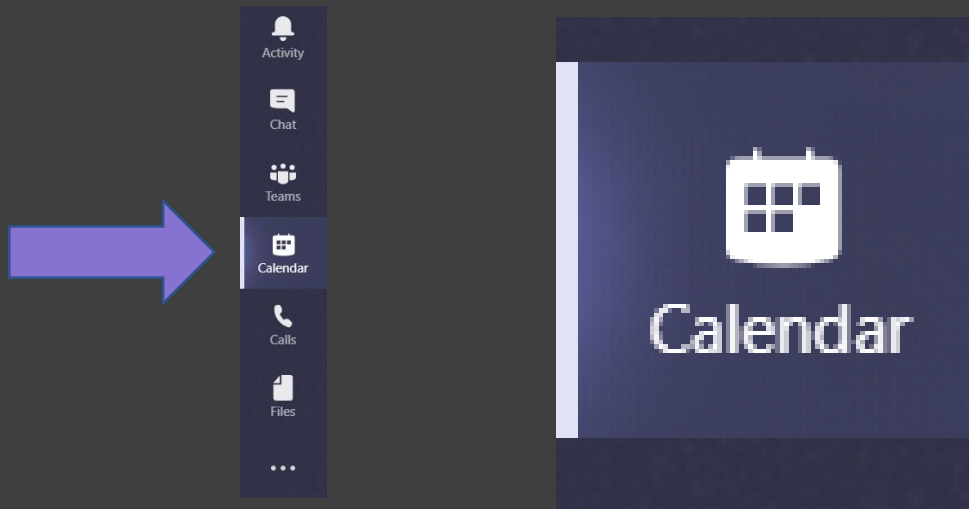 Activity
Chat
Teams
Calendar
Calls
Files
Calendar